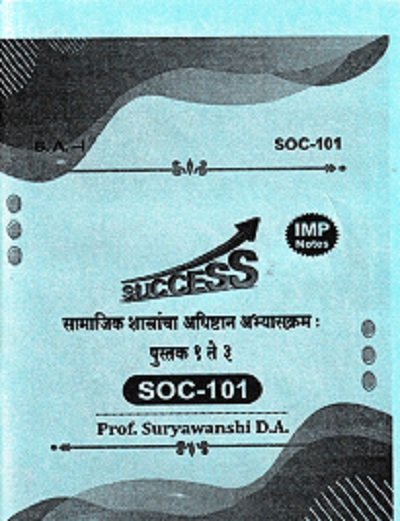 B. A. –I
SOC-101
IMP
Notes
SUCCESS
सामाजिक शास्त्रांचा अधिष्टान अभ्यासक्रम :
पुस्तक १ ते ३
SOC-101
Prof. Suryawanshi D.A.